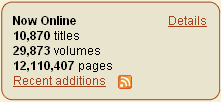 Now Online Details
10,870 titles
29,873 volumes
12,110,407 pages
Recent additions